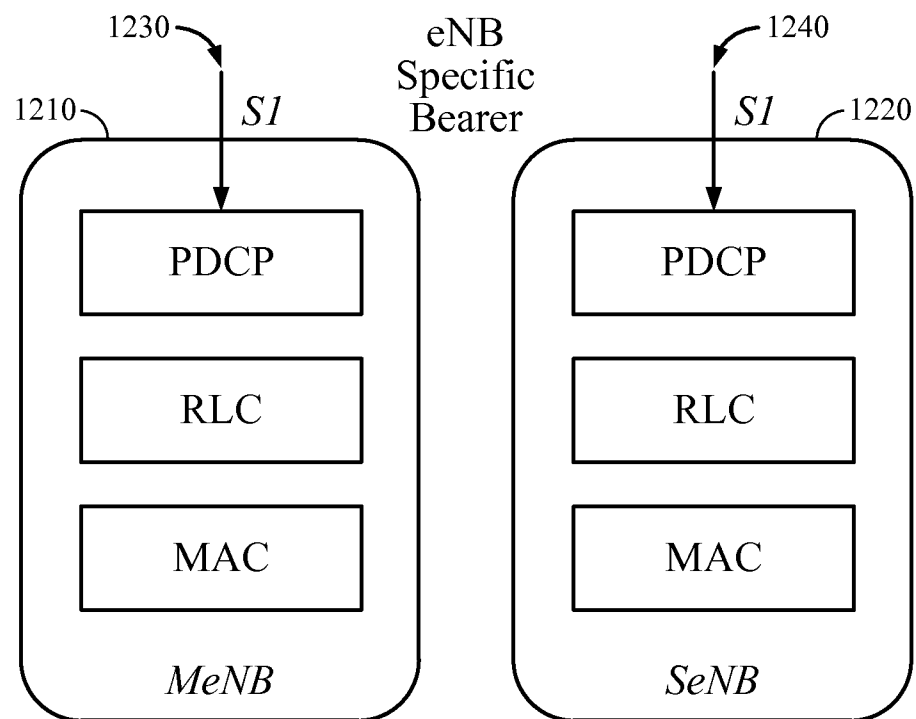 1230
eNB
Specific
Bearer
1240
1210
S1
S1
1220
PDCP
PDCP
RLC
RLC
MAC
MAC
MeNB
SeNB